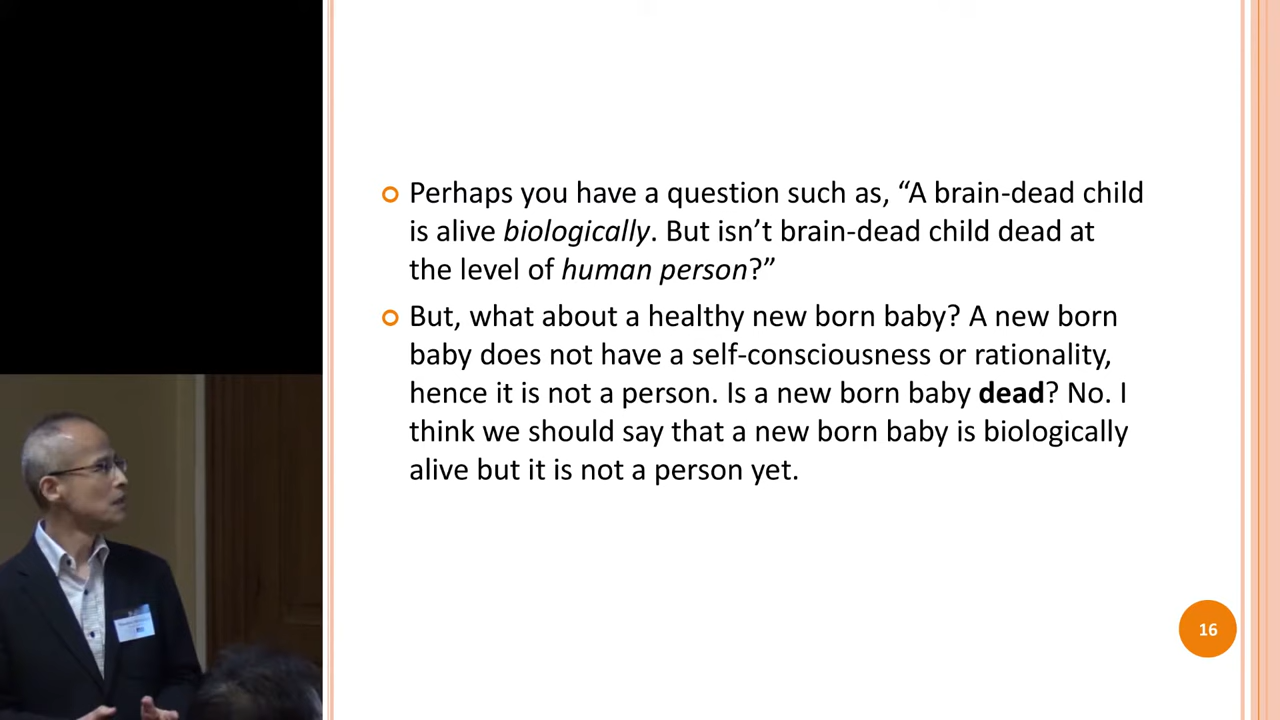 Perhaps you have a question such as, “A brain-dead child
is alive biologically. But isn’t brain-dead child dead at
the level of human person?”
But, what about a healthy new born baby? A new born
baby does not have a self-consciousness or rationality,
hence it is not a person. Is a new born baby dead? No. I
think we should say that a new born baby is biologically
alive but it is not a person yet.
16